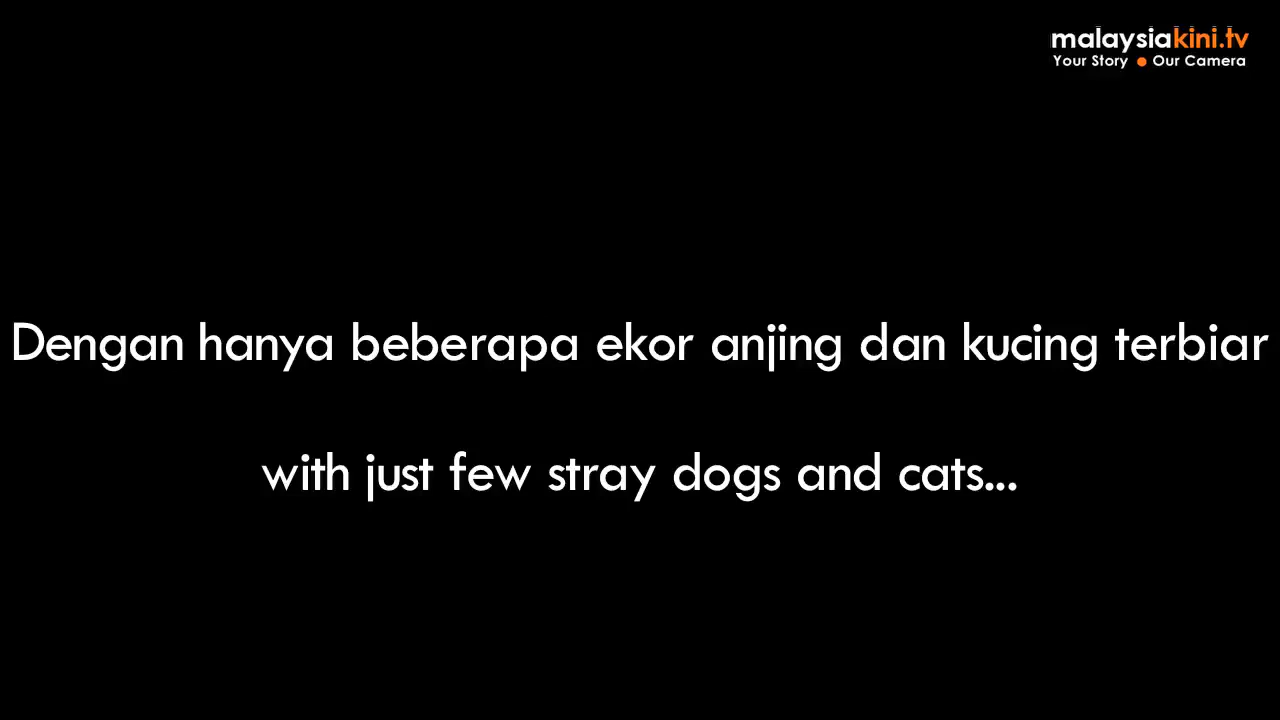 malaysiakini.tv
Your Story ● Our Camera
Dengan hanya beberapa ekor anjing dan kucing terbiar
with just few stray dogs and cats...